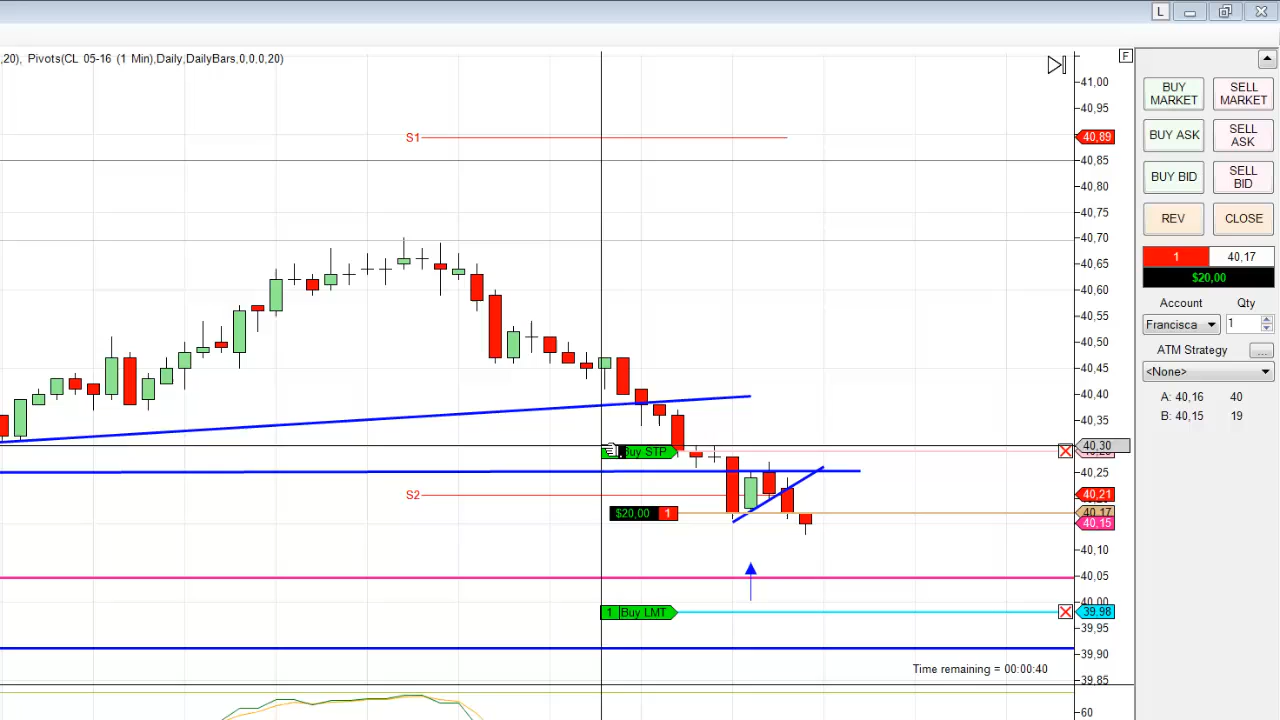 L
,20), Pivots(CL 05-16 (1 Min),Daily,DailyBars,0,0,0,20)
F
41,00
40,95
40,89
40,85
40,80
40,75
40,70
40,65
40,60
40,55
40,50
40,45
40,40
40,35
40,30
40,25
40,21
40,17
40,15
40,10
40,05
40,00
39,98
39,95
39,90
39,85
60
S1
Buy STP
S2
$20,00 1
1 Buy LMT
Time remaining = 00:00:40
BUY MARKET
SELL MARKET
BUY ASK
SELL ASK
BUY BID
SELL BID
REV
CLOSE
1 40,17
$20,00
Account Qty
Francisca 1
ATM Strategy ...
<None>
A: 40,16 40
B: 40,15 19